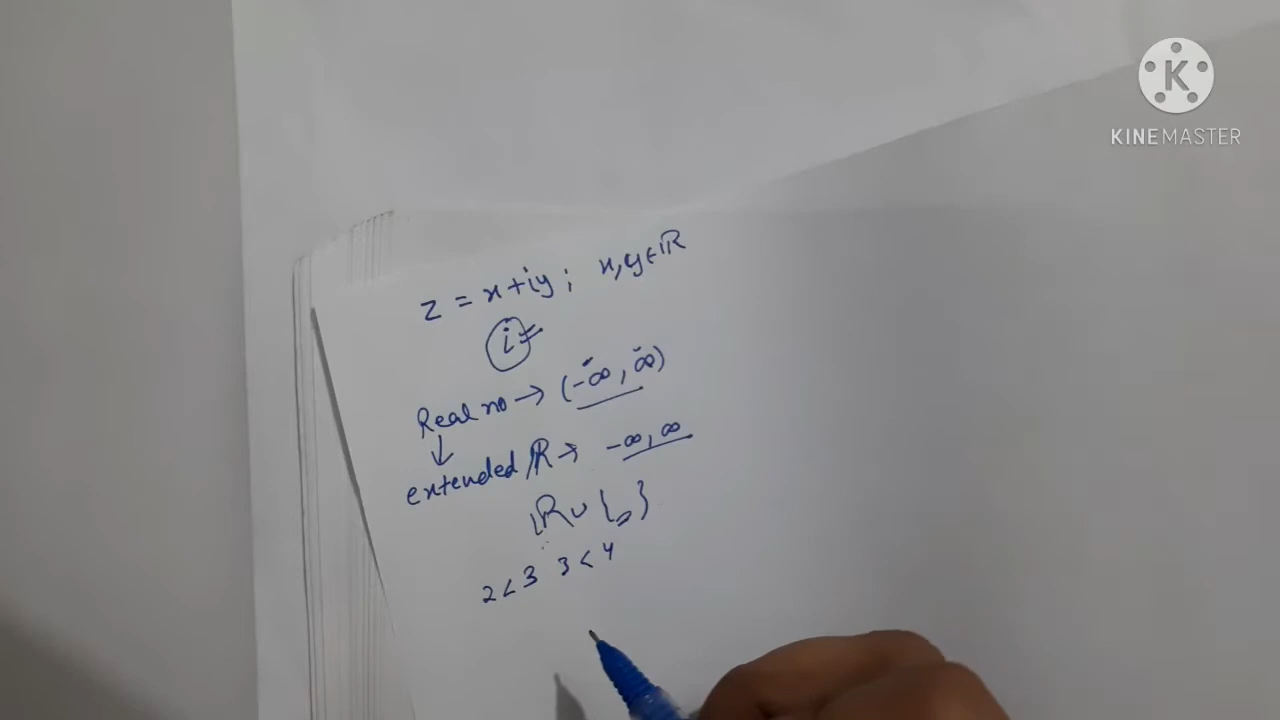 K
KINEMASTER
z = x+iy ; x,y∈ℝ
i =
Real no → (-∞, ∞)
↓
extended ℝ → -∞, ∞
ℝ∪{ }
2<3 3<4